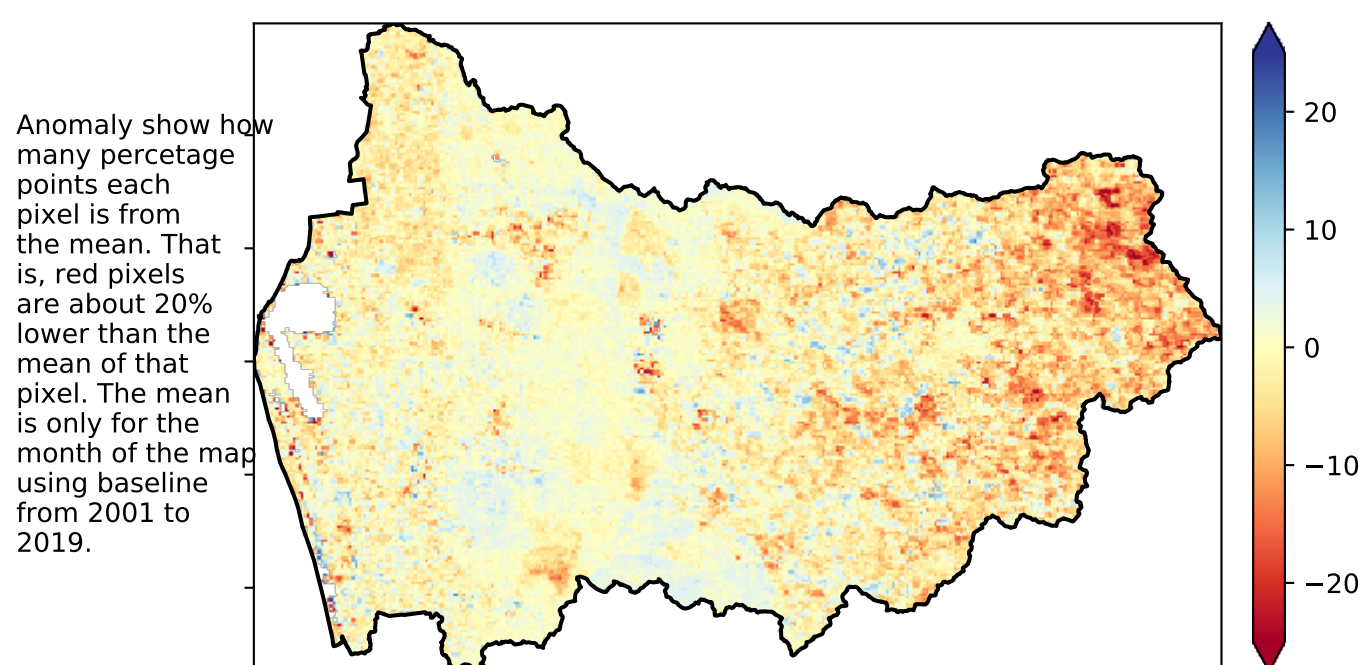 Anomaly show how
many percetage
points each
pixel is from
the mean. That
is, red pixels
are about 20%
lower than the
mean of that
pixel. The mean
is only for the
month of the map
using baseline
from 2001 to
2019.
20
10
0
−10
−20